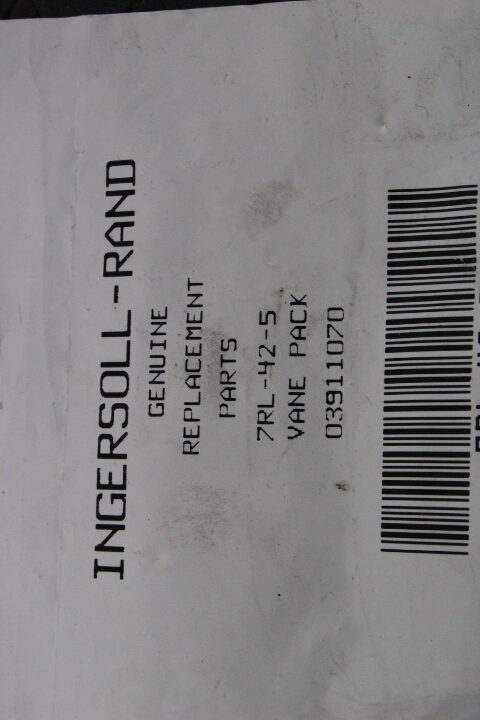 INGERSOLL-RAND
GENUINE
REPLACEMENT
PARTS
7RL-42-5
VANE PACK
03911070